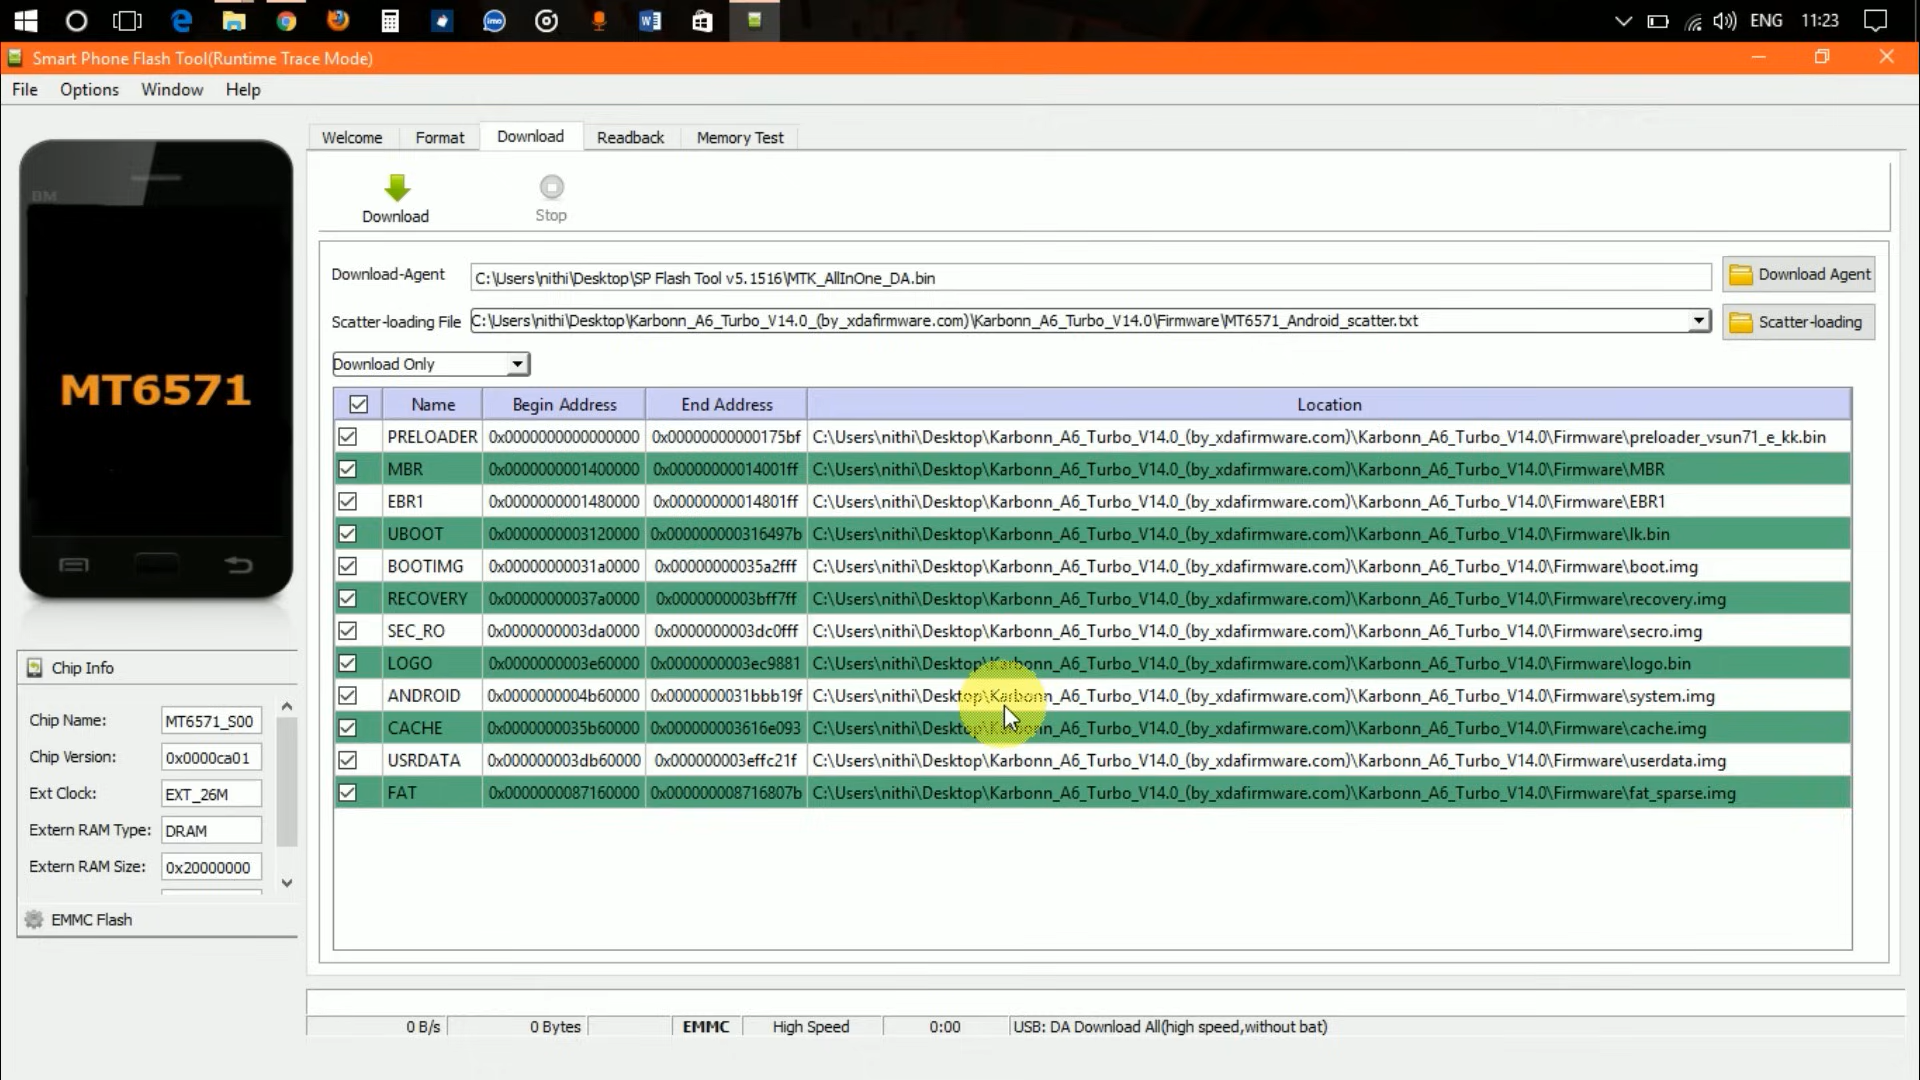 ENG 11:23
Smart Phone Flash Tool(Runtime Trace Mode)
File Options Window Help
Welcome Format Download Readback Memory Test
BM
Download Stop
Download-Agent C:\Users\nithi\Desktop\SP Flash Tool v5.1516\MTK_AllInOne_DA.bin Download Agent
Scatter-loading File C:\Users\nithi\Desktop\Karbonn_A6_Turbo_V14.0_(by_xdafirmware.com)\Karbonn_A6_Turbo_V14.0\Firmware\MT6571_Android_scatter.txt Scatter-loading
Download Only
MT6571
Name Begin Address End Address Location
PRELOADER 0x0000000000000000 0x00000000000175bf C:\Users\nithi\Desktop\Karbonn_A6_Turbo_V14.0_(by_xdafirmware.com)\Karbonn_A6_Turbo_V14.0\Firmware\preloader_vsun71_e_kk.bin
MBR 0x0000000001400000 0x00000000014001ff C:\Users\nithi\Desktop\Karbonn_A6_Turbo_V14.0_(by_xdafirmware.com)\Karbonn_A6_Turbo_V14.0\Firmware\MBR
EBR1 0x0000000001480000 0x00000000014801ff C:\Users\nithi\Desktop\Karbonn_A6_Turbo_V14.0_(by_xdafirmware.com)\Karbonn_A6_Turbo_V14.0\Firmware\EBR1
UBOOT 0x0000000003120000 0x000000000316497b C:\Users\nithi\Desktop\Karbonn_A6_Turbo_V14.0_(by_xdafirmware.com)\Karbonn_A6_Turbo_V14.0\Firmware\lk.bin
BOOTIMG 0x00000000031a0000 0x00000000035a2fff C:\Users\nithi\Desktop\Karbonn_A6_Turbo_V14.0_(by_xdafirmware.com)\Karbonn_A6_Turbo_V14.0\Firmware\boot.img
RECOVERY 0x00000000037a0000 0x0000000003bff7ff C:\Users\nithi\Desktop\Karbonn_A6_Turbo_V14.0_(by_xdafirmware.com)\Karbonn_A6_Turbo_V14.0\Firmware\recovery.img
SEC_RO 0x0000000003da0000 0x0000000003dc0fff C:\Users\nithi\Desktop\Karbonn_A6_Turbo_V14.0_(by_xdafirmware.com)\Karbonn_A6_Turbo_V14.0\Firmware\secro.img
LOGO 0x0000000003e60000 0x0000000003ec9881 C:\Users\nithi\Desktop\Karbonn_A6_Turbo_V14.0_(by_xdafirmware.com)\Karbonn_A6_Turbo_V14.0\Firmware\logo.bin
ANDROID 0x0000000004b60000 0x0000000031bbb19f C:\Users\nithi\Desktop\Karbonn_A6_Turbo_V14.0_(by_xdafirmware.com)\Karbonn_A6_Turbo_V14.0\Firmware\system.img
CACHE 0x0000000035b60000 0x000000003616e093 C:\Users\nithi\Desktop\Karbonn_A6_Turbo_V14.0_(by_xdafirmware.com)\Karbonn_A6_Turbo_V14.0\Firmware\cache.img
USRDATA 0x000000003db60000 0x000000003effc21f C:\Users\nithi\Desktop\Karbonn_A6_Turbo_V14.0_(by_xdafirmware.com)\Karbonn_A6_Turbo_V14.0\Firmware\userdata.img
FAT 0x0000000087160000 0x000000008716807b C:\Users\nithi\Desktop\Karbonn_A6_Turbo_V14.0_(by_xdafirmware.com)\Karbonn_A6_Turbo_V14.0\Firmware\fat_sparse.img
Chip Info
Chip Name: MT6571_S00
Chip Version: 0x0000ca01
Ext Clock: EXT_26M
Extern RAM Type: DRAM
Extern RAM Size: 0x20000000
EMMC Flash
0 B/s 0 Bytes EMMC High Speed 0:00 USB: DA Download All(high speed,without bat)